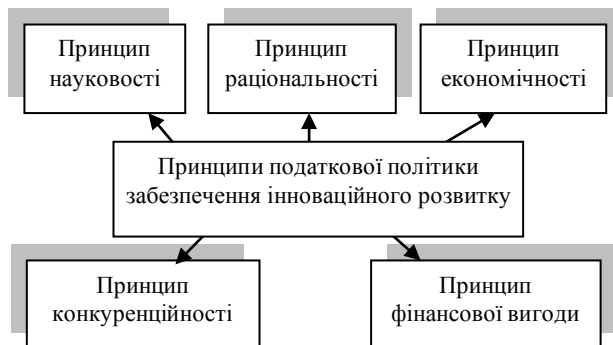 Принцип
науковості
Принцип
раціональності
Принцип
економічності
Принципи податкової політики
забезпечення інноваційного розвитку
Принцип
конкуренційності
Принцип
фінансової вигоди